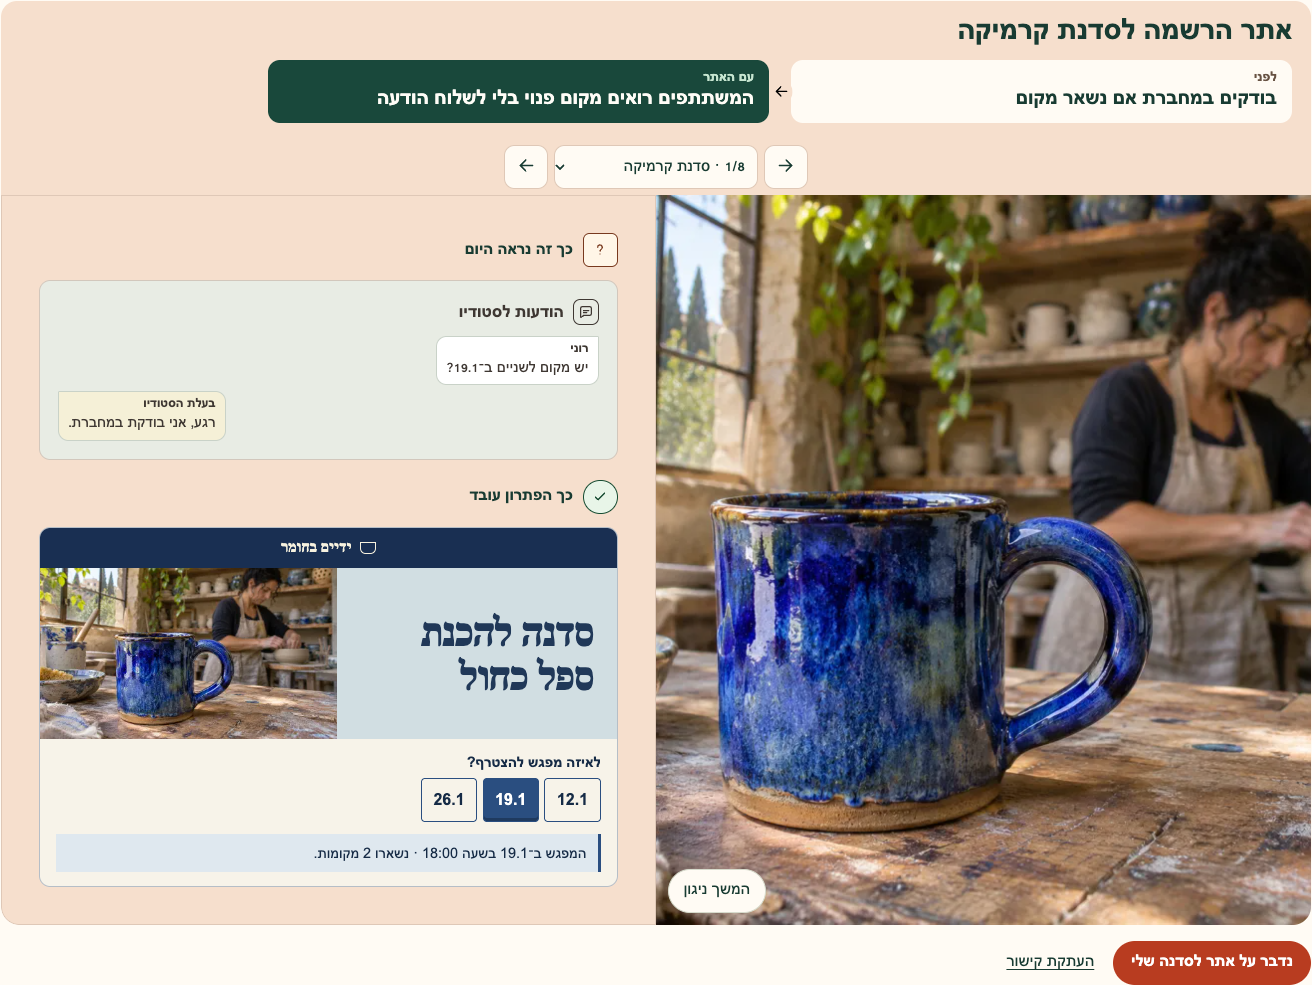 אתר הרשמה לסדנת קרמיקה
לפני
בודקים במחברת אם נשאר מקום
←
עם האתר
המשתתפים רואים מקום פנוי בלי לשלוח הודעה
→
1/8 · סדנת קרמיקה
←
?
כך זה נראה היום
הודעות לסטודיו
רוני
יש מקום לשניים ב־19.1?
בעלת הסטודיו
רגע, אני בודקת במחברת.
כך הפתרון עובד
ידיים בחומר
סדנה להכנת
ספל כחול
לאיזה מפגש להצטרף?
12.1
19.1
26.1
המפגש ב־19.1 בשעה 18:00 · נשארו 2 מקומות.
המשך ניגון
נדבר על אתר לסדנה שלי
העתקת קישור